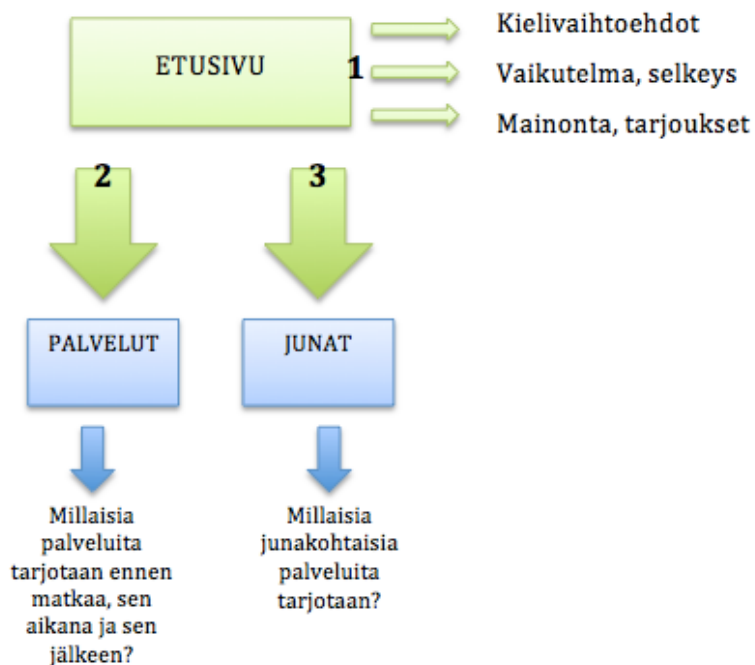 ETUSIVU
1
Kielivaihtoehdot
Vaikutelma, selkeys
Mainonta, tarjoukset
2
3
PALVELUT
JUNAT
Millaisia
palveluita
tarjotaan ennen
matkaa, sen
aikana ja sen
jälkeen?
Millaisia
junakohtaisia
palveluita
tarjotaan?